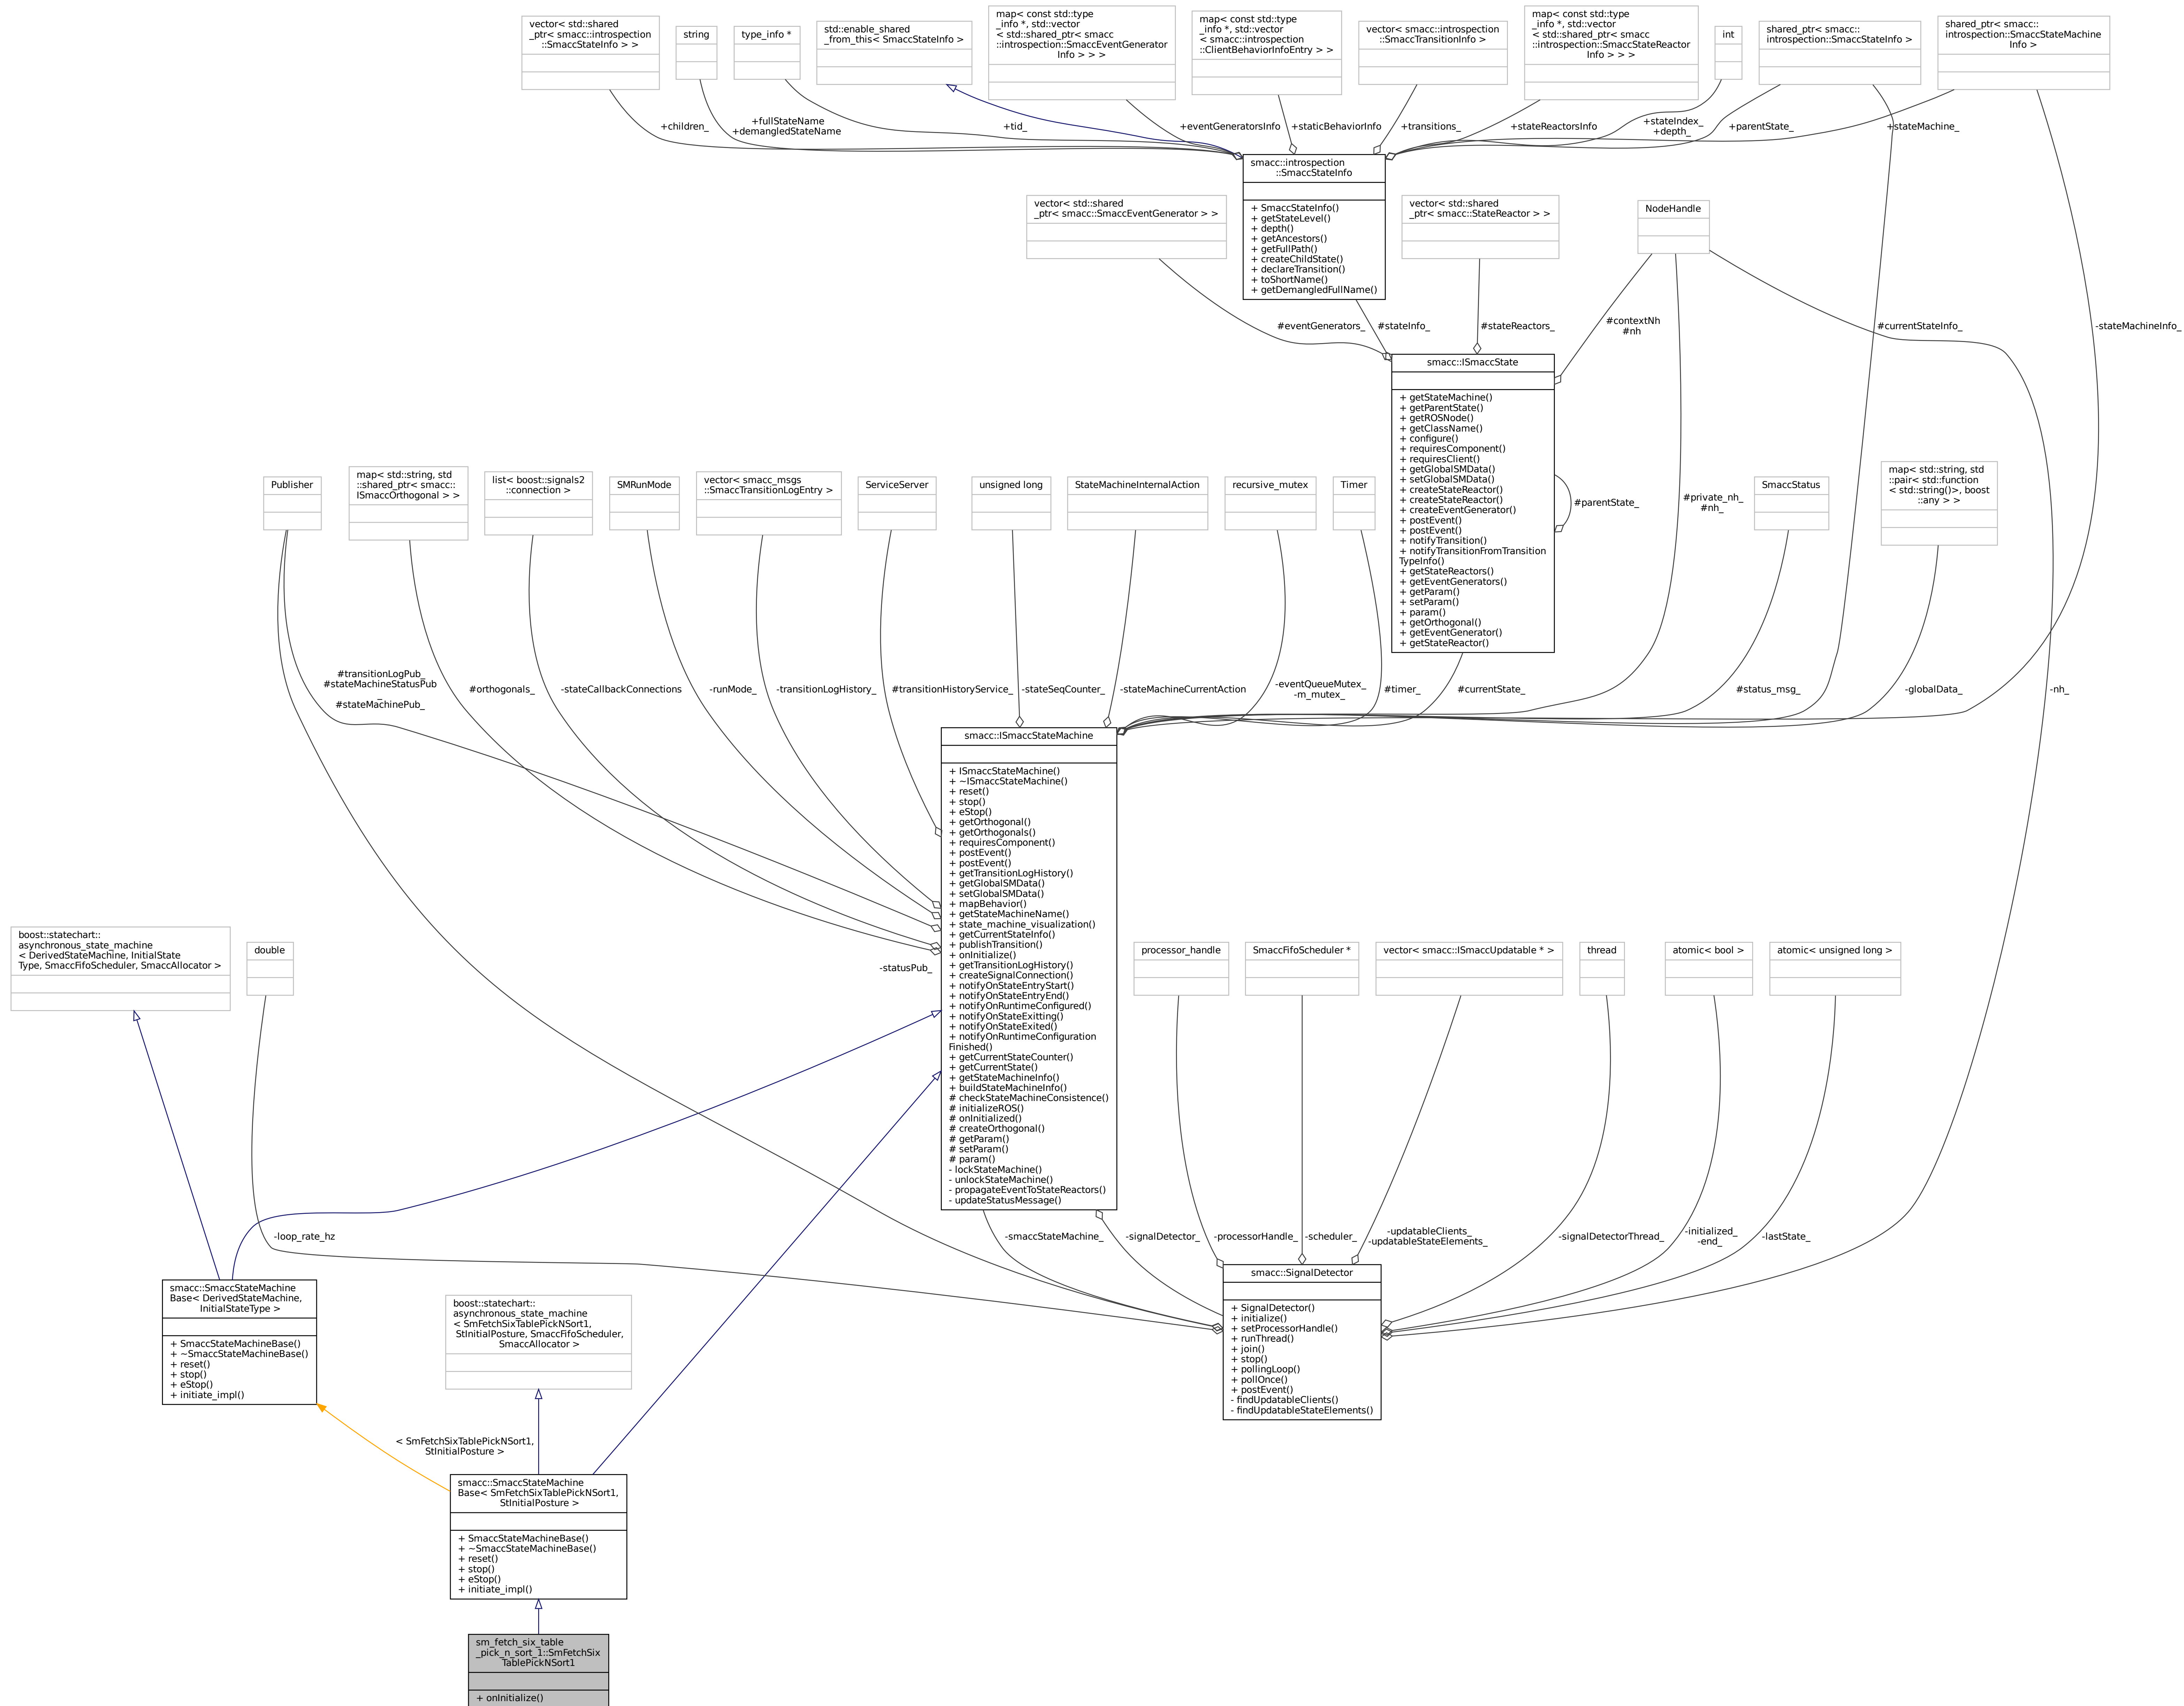 vector< std::shared
_ptr< smacc::introspection
::SmaccStateInfo > >
string
type_info *
std::enable_shared
_from_this< SmaccStateInfo >
map< const std::type
_info *, std::vector
< std::shared_ptr< smacc
::introspection::SmaccEventGenerator
Info > > >
map< const std::type
_info *, std::vector
< smacc::introspection
::ClientBehaviorInfoEntry > >
vector< smacc::introspection
::SmaccTransitionInfo >
map< const std::type
_info *, std::vector
< std::shared_ptr< smacc
::introspection::SmaccStateReactor
Info > > >
int
shared_ptr< smacc::
introspection::SmaccStateInfo >
shared_ptr< smacc::
introspection::SmaccStateMachine
Info >
+children_
+fullStateName
+demangledStateName
+tid_
+eventGeneratorsInfo
+staticBehaviorInfo
+transitions_
+stateReactorsInfo
+stateIndex_
+depth_
+parentState_
+stateMachine_
smacc::introspection
::SmaccStateInfo
+ SmaccStateInfo()
+ getStateLevel()
+ depth()
+ getAncestors()
+ getFullPath()
+ createChildState()
+ declareTransition()
+ toShortName()
+ getDemangledFullName()
vector< std::shared
_ptr< smacc::SmaccEventGenerator > >
vector< std::shared
_ptr< smacc::StateReactor > >
NodeHandle
#eventGenerators_
#stateInfo_
#stateReactors_
#contextNh
#nh
#currentStateInfo_
-stateMachineInfo_
smacc::ISmaccState
+ getStateMachine()
+ getParentState()
+ getROSNode()
+ getClassName()
+ configure()
+ requiresComponent()
+ requiresClient()
+ getGlobalSMData()
+ setGlobalSMData()
+ createStateReactor()
+ createStateReactor()
+ createEventGenerator()
+ postEvent()
+ postEvent()
+ notifyTransition()
+ notifyTransitionFromTransition
TypeInfo()
+ getStateReactors()
+ getEventGenerators()
+ getParam()
+ setParam()
+ param()
+ getOrthogonal()
+ getEventGenerator()
+ getStateReactor()
#parentState_
#private_nh_
#nh_
Publisher
map< std::string, std
::shared_ptr< smacc::
ISmaccOrthogonal > >
list< boost::signals2
::connection >
SMRunMode
vector< smacc_msgs
::SmaccTransitionLogEntry >
ServiceServer
unsigned long
StateMachineInternalAction
recursive_mutex
Timer
SmaccStatus
map< std::string, std
::pair< std::function
< std::string()>, boost
::any > >
#transitionLogPub_
#stateMachineStatusPub
_
#stateMachinePub_
#orthogonals_
-stateCallbackConnections
-runMode_
-transitionLogHistory_
#transitionHistoryService_
-stateSeqCounter_
-stateMachineCurrentAction
-eventQueueMutex_
-m_mutex_
#timer_
#currentState_
#status_msg_
-globalData_
-nh_
smacc::ISmaccStateMachine
+ ISmaccStateMachine()
+ ~ISmaccStateMachine()
+ reset()
+ stop()
+ eStop()
+ getOrthogonal()
+ getOrthogonals()
+ requiresComponent()
+ postEvent()
+ postEvent()
+ getTransitionLogHistory()
+ getGlobalSMData()
+ setGlobalSMData()
+ mapBehavior()
+ getStateMachineName()
+ state_machine_visualization()
+ getCurrentStateInfo()
+ publishTransition()
+ onInitialize()
+ getTransitionLogHistory()
+ createSignalConnection()
+ notifyOnStateEntryStart()
+ notifyOnStateEntryEnd()
+ notifyOnRuntimeConfigured()
+ notifyOnStateExitting()
+ notifyOnStateExited()
+ notifyOnRuntimeConfiguration
Finished()
+ getCurrentStateCounter()
+ getCurrentState()
+ getStateMachineInfo()
+ buildStateMachineInfo()
# checkStateMachineConsistence()
# initializeROS()
# onInitialized()
# createOrthogonal()
# getParam()
# setParam()
# param()
- lockStateMachine()
- unlockStateMachine()
- propagateEventToStateReactors()
- updateStatusMessage()
boost::statechart::
asynchronous_state_machine
< DerivedStateMachine, InitialState
Type, SmaccFifoScheduler, SmaccAllocator >
double
-statusPub_
processor_handle
SmaccFifoScheduler *
vector< smacc::ISmaccUpdatable * >
thread
atomic< bool >
atomic< unsigned long >
-loop_rate_hz
-smaccStateMachine_
-signalDetector_
-processorHandle_
-scheduler_
-updatableClients_
-updatableStateElements_
-signalDetectorThread_
-initialized_
-end_
-lastState_
smacc::SignalDetector
+ SignalDetector()
+ initialize()
+ setProcessorHandle()
+ runThread()
+ join()
+ stop()
+ pollingLoop()
+ pollOnce()
+ postEvent()
- findUpdatableClients()
- findUpdatableStateElements()
smacc::SmaccStateMachine
Base< DerivedStateMachine,
InitialStateType >
+ SmaccStateMachineBase()
+ ~SmaccStateMachineBase()
+ reset()
+ stop()
+ eStop()
+ initiate_impl()
boost::statechart::
asynchronous_state_machine
< SmFetchSixTablePickNSort1,
StInitialPosture, SmaccFifoScheduler,
SmaccAllocator >
< SmFetchSixTablePickNSort1,
StInitialPosture >
smacc::SmaccStateMachine
Base< SmFetchSixTablePickNSort1,
StInitialPosture >
+ SmaccStateMachineBase()
+ ~SmaccStateMachineBase()
+ reset()
+ stop()
+ eStop()
+ initiate_impl()
sm_fetch_six_table
_pick_n_sort_1::SmFetchSix
TablePickNSort1
+ onInitialize()